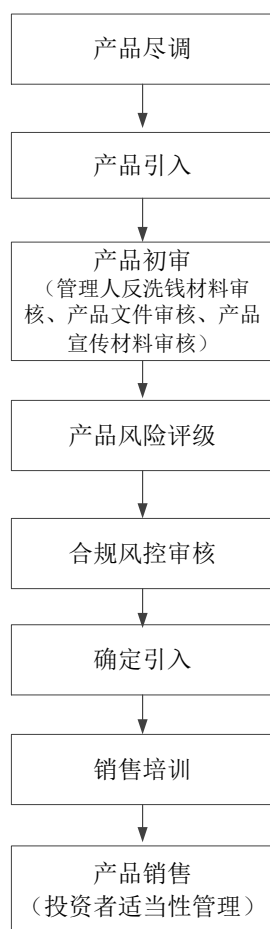 产品尽调
产品引入
产品初审
（管理人反洗钱材料审
核、产品文件审核、产品
宣传材料审核）
产品风险评级
合规风控审核
确定引入
销售培训
产品销售
（投资者适当性管理）